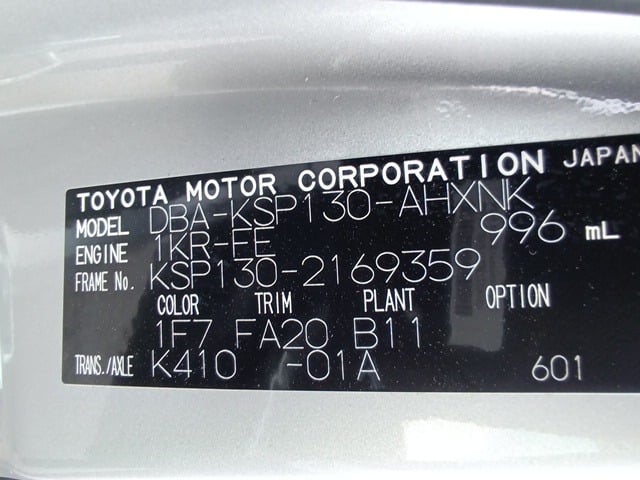 TOYOTA MOTOR CORPORATION JAPAN
MODEL DBA-KSP130-AHXNK
ENGINE 1KR-FE 996 mL
FRAME No. KSP130-2169359
COLOR TRIM PLANT OPTION
1F7 FA20 B11
TRANS./AXLE K410 -01A 601